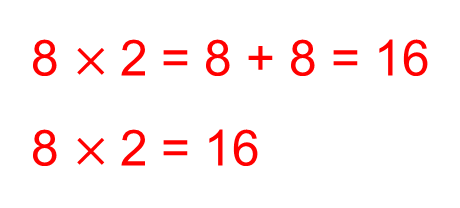 8 × 2 = 8 + 8 = 16
8 × 2 = 16